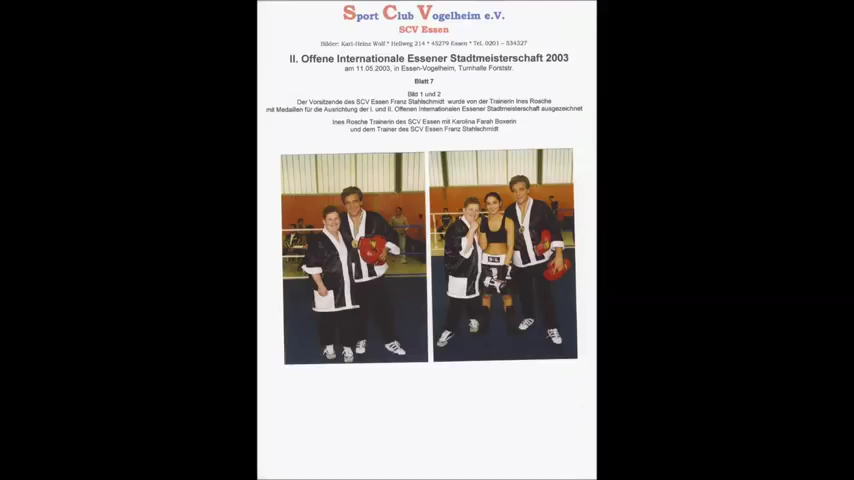 Sport Club Vogelheim e.V.
SCV Essen
Bilder: Karl-Heinz Wolf * Hellweg 214 * 45279 Essen * Tel. 0201 – 534327
II. Offene Internationale Essener Stadtmeisterschaft 2003
am 11.05.2003, in Essen-Vogelheim, Turnhalle Forststr.
Blatt 7
Bild 1 und 2
Der Vorsitzende des SCV Essen Franz Stahlschmidt wurde von der Trainerin Ines Rosche
mit Medaillen für die Ausrichtung der I. und II. Offenen Internationalen Essener Stadtmeisterschaft ausgezeichnet
Ines Rosche Trainerin des SCV Essen mit Karolina Farah Boxerin
und dem Trainer des SCV Essen Franz Stahlschmidt